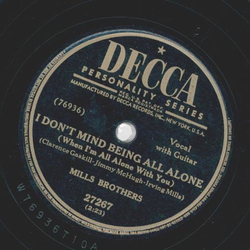 DECCA
PERSONALITY SERIES
MANUFACTURED BY DECCA RECORDS, INC., NEW YORK, U.S.A.
(76936)
Vocal
with Guitar
I DON'T MIND BEING ALL ALONE
(When I'm All Alone With You)
(Clarence Gaskill-Jimmy McHugh-Irving Mills)
MILLS BROTHERS
27267
(2:23)
W76936T10A